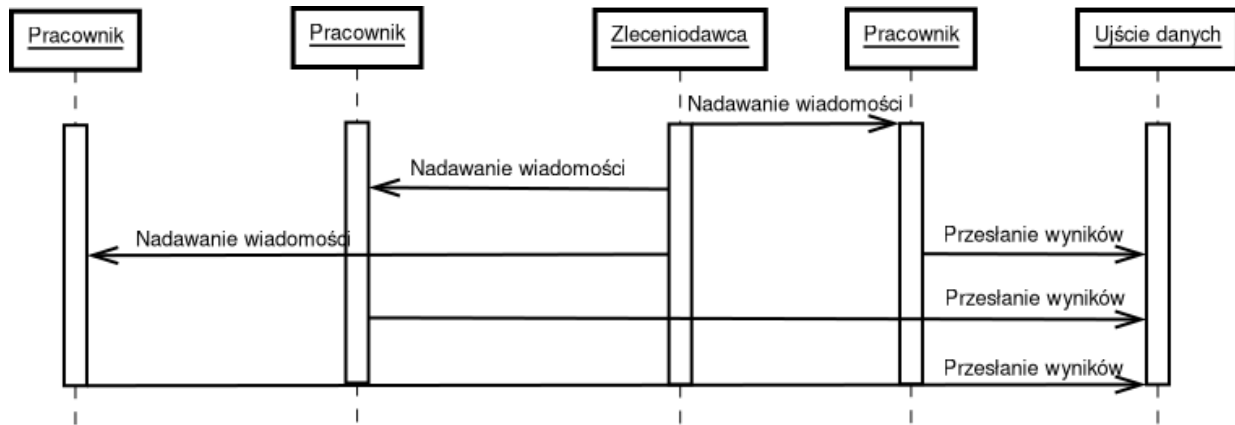 Pracownik
Pracownik
Zleceniodawca
Pracownik
Ujście danych
Nadawanie wiadomości
Nadawanie wiadomości
Nadawanie wiadomości
Przesłanie wyników
Przesłanie wyników
Przesłanie wyników